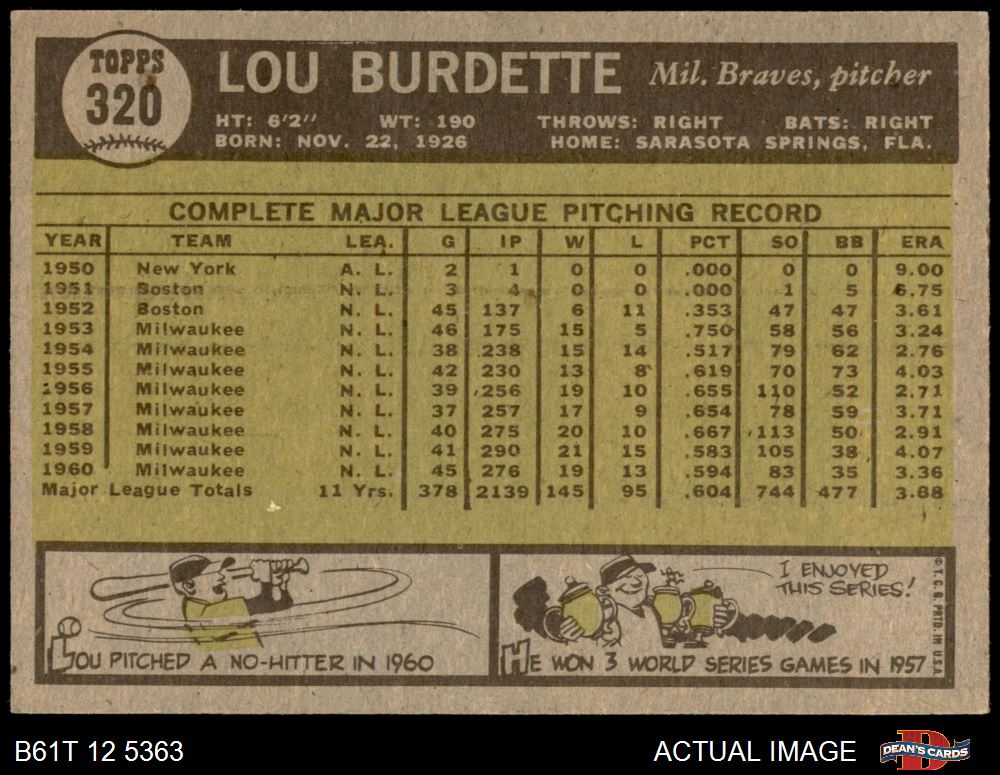 TOPPS
320
LOU BURDETTE Mil. Braves, pitcher
HT: 6'2" WT: 190 THROWS: RIGHT BATS: RIGHT
BORN: NOV. 22, 1926 HOME: SARASOTA SPRINGS, FLA.
COMPLETE MAJOR LEAGUE PITCHING RECORD
YEAR TEAM LEA. G IP W L PCT SO BB ERA
1950 New York A. L. 2 1 0 0 .000 0 0 9.00
1951 Boston N. L. 3 4 0 0 .000 1 5 6.75
1952 Boston N. L. 45 137 6 11 .353 47 47 3.61
1953 Milwaukee N. L. 46 175 15 5 .750 58 56 3.24
1954 Milwaukee N. L. 38 238 15 14 .517 79 62 2.76
1955 Milwaukee N. L. 42 230 13 8 .619 70 73 4.03
1956 Milwaukee N. L. 39 256 19 10 .655 110 52 2.71
1957 Milwaukee N. L. 37 257 17 9 .654 78 59 3.71
1958 Milwaukee N. L. 40 275 20 10 .667 113 50 2.91
1959 Milwaukee N. L. 41 290 21 15 .583 105 38 4.07
1960 Milwaukee N. L. 45 276 19 13 .594 83 35 3.36
Major League Totals 11 Yrs. 378 2139 145 95 .604 744 477 3.88
LOU PITCHED A NO-HITTER IN 1960
I ENJOYED
THIS SERIES!
HE WON 3 WORLD SERIES GAMES IN 1957
© T. C. G. PRTD. IN U.S.A.
B61T 12 5363 ACTUAL IMAGE DEAN'S CARDS